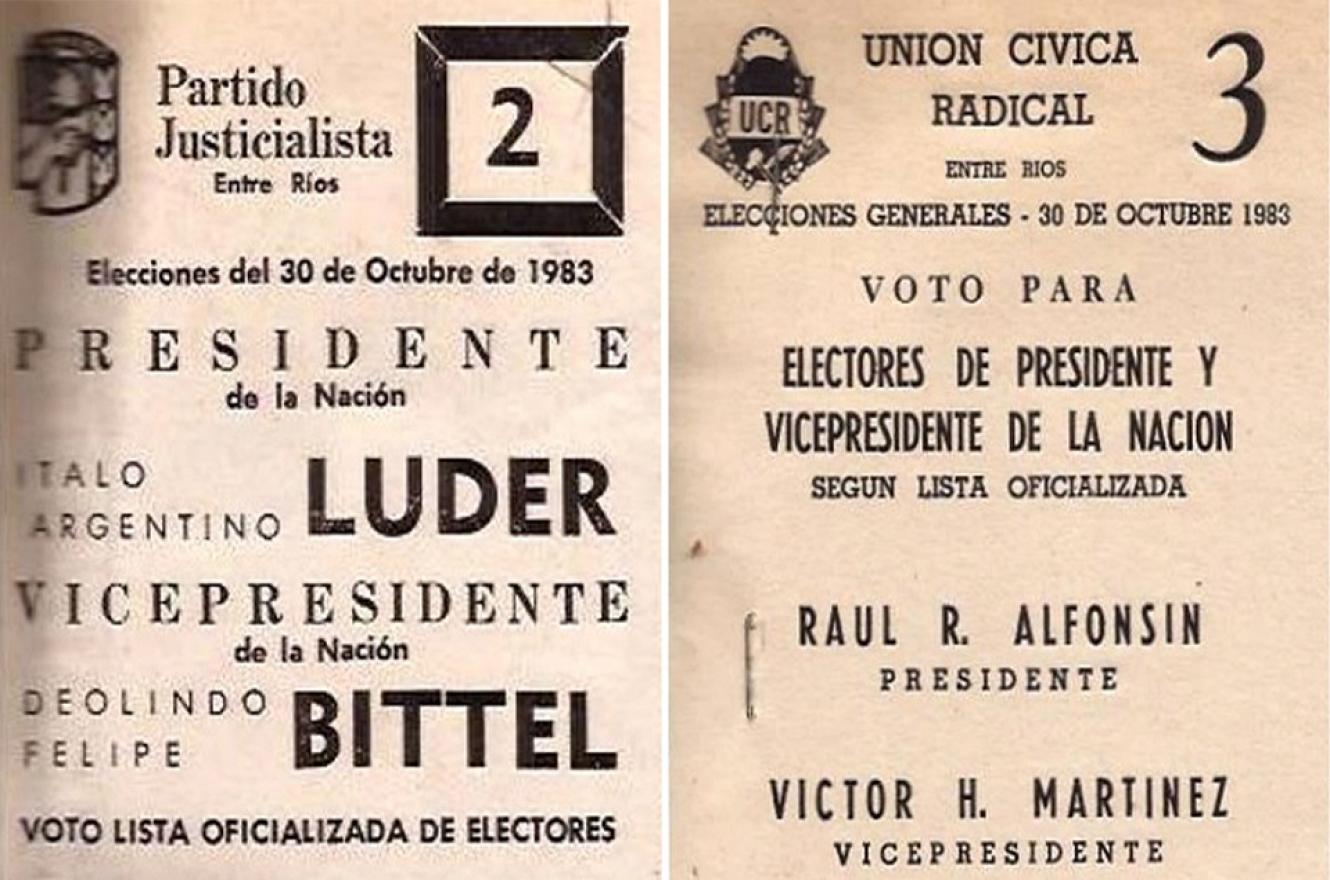 Partido
Justicialista
Entre Ríos
2
Elecciones del 30 de Octubre de 1983
PRESIDENTE
de la Nación
ITALO
ARGENTINO
LUDER
VICEPRESIDENTE
de la Nación
DEOLINDO
FELIPE
BITTEL
VOTO LISTA OFICIALIZADA DE ELECTORES
UCR
UNION CIVICA
RADICAL
3
ENTRE RIOS
ELECCIONES GENERALES - 30 DE OCTUBRE 1983
VOTO PARA
ELECTORES DE PRESIDENTE Y
VICEPRESIDENTE DE LA NACION
SEGUN LISTA OFICIALIZADA
RAUL R. ALFONSIN
PRESIDENTE
VICTOR H. MARTINEZ
VICEPRESIDENTE